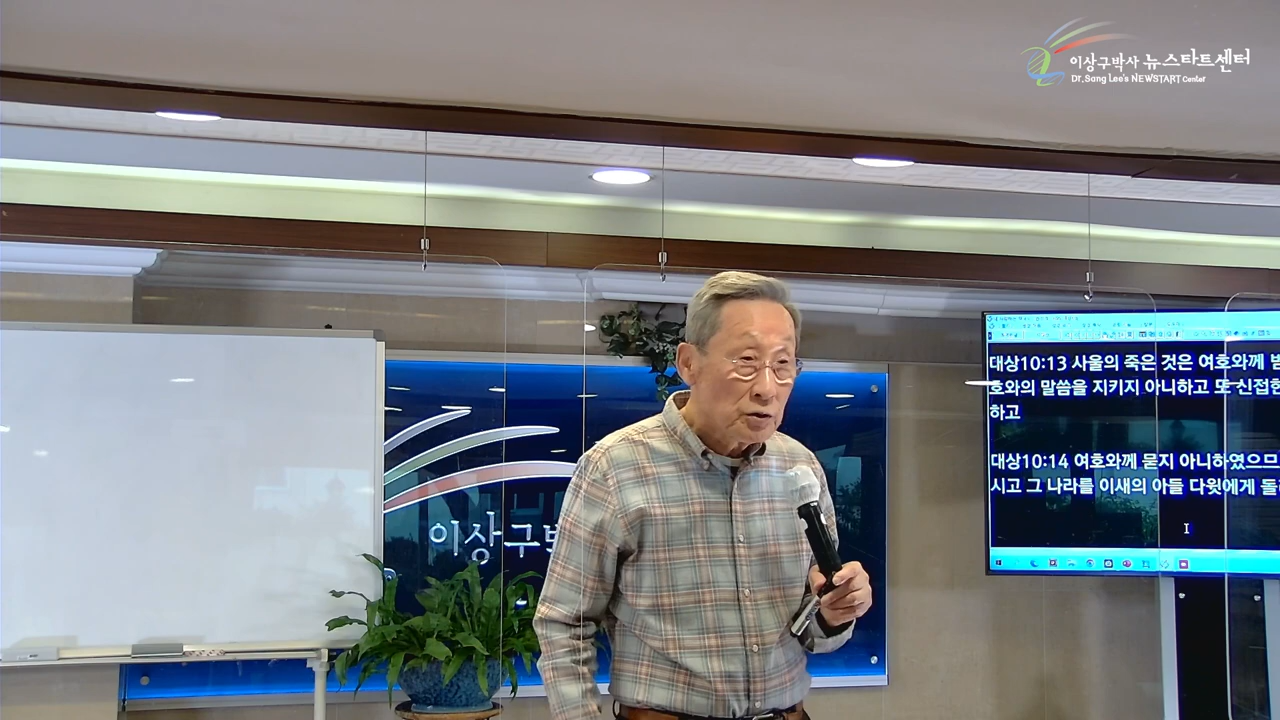 이상구박사 뉴스타트센터
Dr. Sang Lee's NEWSTART Center
대상10:13 사울의 죽은 것은 여호와께
호와의 말씀을 지키지 아니하고 또 신접한
하고
대상10:14 여호와께 묻지 아니하였으므
시고 그 나라를 이새의 아들 다윗에게
이상구